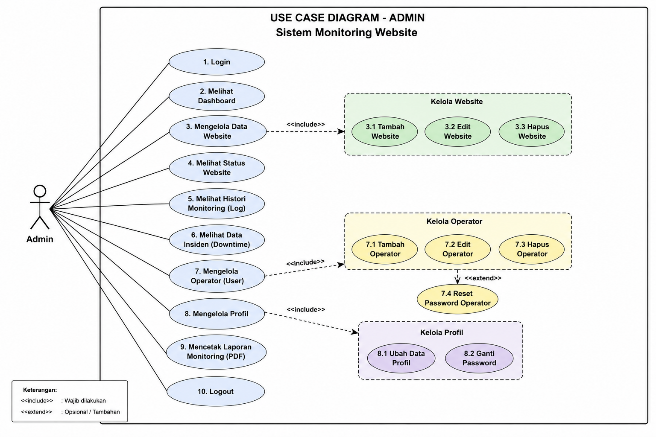 USE CASE DIAGRAM - ADMIN
Sistem Monitoring Website
1. Login
2. Melihat
Dashboard
3. Mengelola Data
Website
<<include>>
Kelola Website
3.1 Tambah
Website
3.2 Edit
Website
3.3 Hapus
Website
4. Melihat Status
Website
5. Melihat Histori
Monitoring (Log)
Admin
6. Melihat Data
Insiden (Downtime)
7. Mengelola
Operator (User)
<<include>>
Kelola Operator
7.1 Tambah
Operator
7.2 Edit
Operator
7.3 Hapus
Operator
<<extend>>
7.4 Reset
Password Operator
8. Mengelola Profil
<<include>>
Kelola Profil
8.1 Ubah Data
Profil
8.2 Ganti
Password
9. Mencetak Laporan
Monitoring (PDF)
10. Logout
Keterangan:
<<include>> : Wajib dilakukan
<<extend>> : Opsional / Tambahan